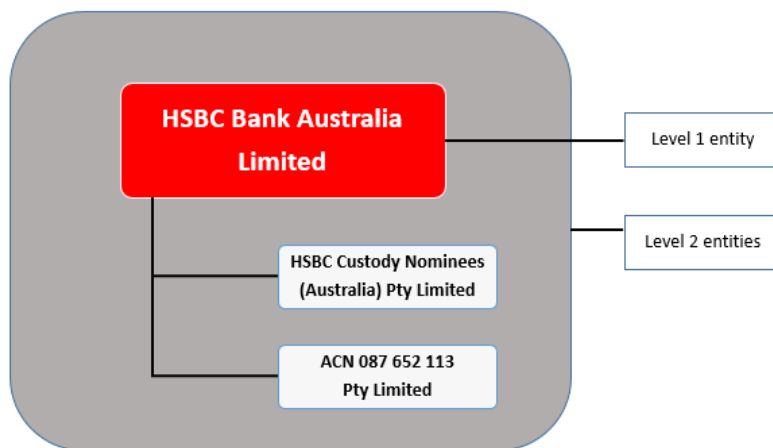 HSBC Bank Australia
Limited
Level 1 entity
Level 2 entities
HSBC Custody Nominees
(Australia) Pty Limited
ACN 087 652 113
Pty Limited